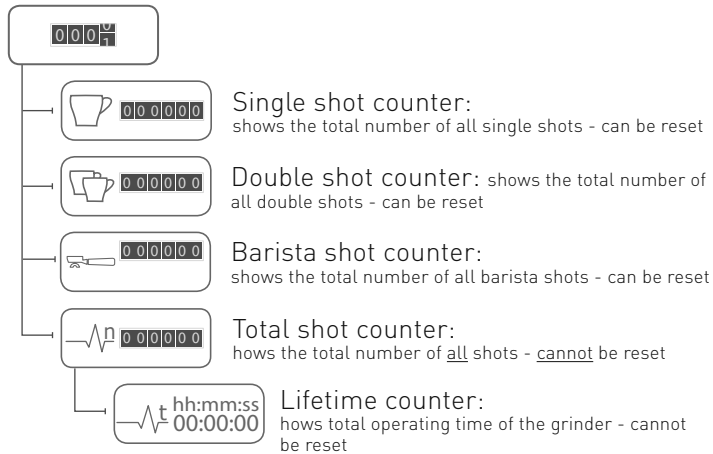 000 0
1
000000
Single shot counter:
shows the total number of all single shots - can be reset
000000
Double shot counter: shows the total number of
all double shots - can be reset
000000
Barista shot counter:
shows the total number of all barista shots - can be reset
n 000000
Total shot counter:
hows the total number of all shots - cannot be reset
t hh:mm:ss
00:00:00
Lifetime counter:
hows total operating time of the grinder - cannot
be reset